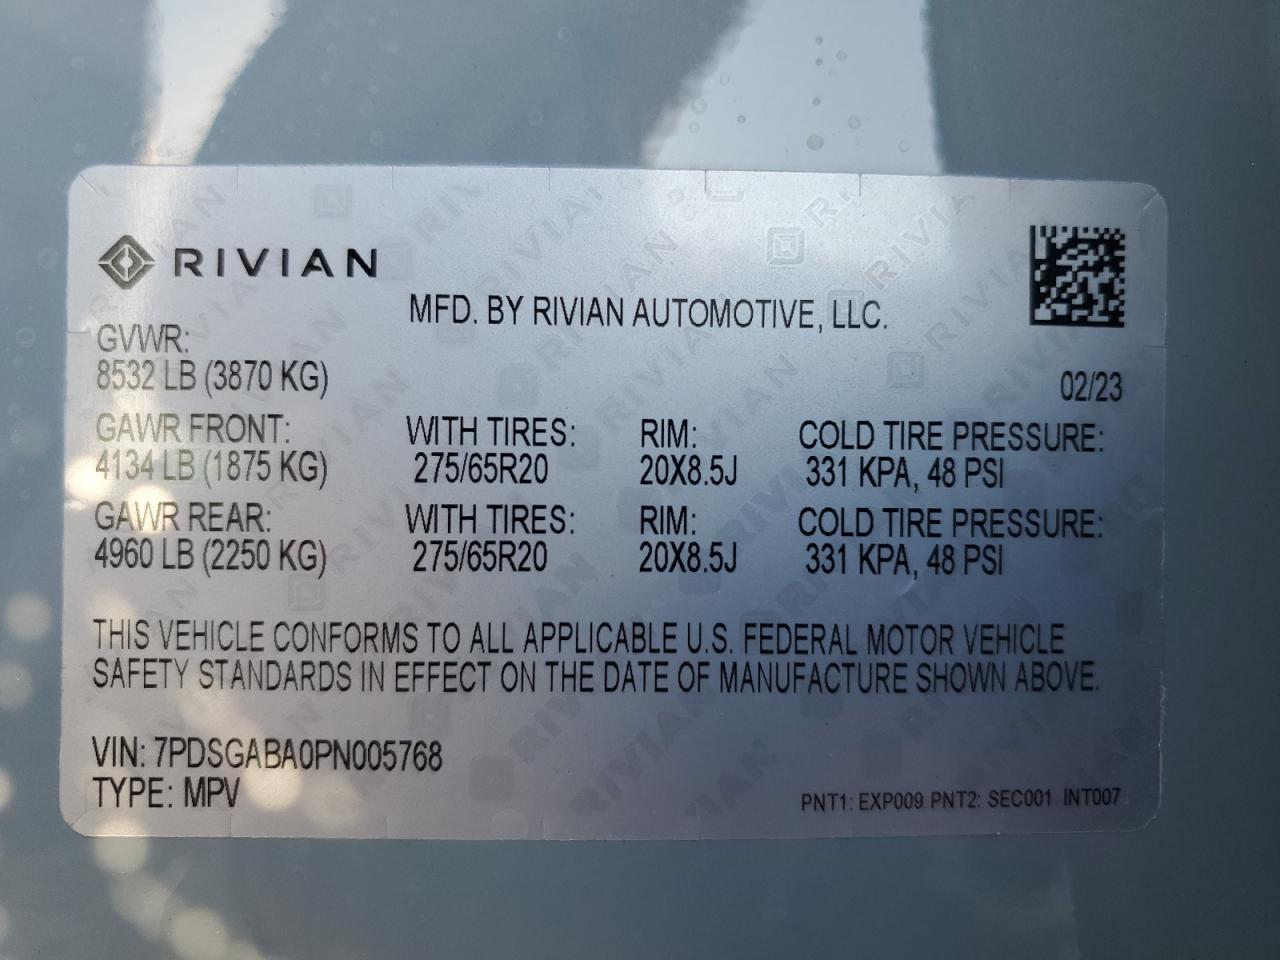 RIVIAN
MFD. BY RIVIAN AUTOMOTIVE, LLC.
GVWR:
8532 LB (3870 KG)
02/23
GAWR FRONT: WITH TIRES: RIM: COLD TIRE PRESSURE:
4134 LB (1875 KG) 275/65R20 20X8.5J 331 KPA, 48 PSI
GAWR REAR: WITH TIRES: RIM: COLD TIRE PRESSURE:
4960 LB (2250 KG) 275/65R20 20X8.5J 331 KPA, 48 PSI
THIS VEHICLE CONFORMS TO ALL APPLICABLE U.S. FEDERAL MOTOR VEHICLE
SAFETY STANDARDS IN EFFECT ON THE DATE OF MANUFACTURE SHOWN ABOVE.
VIN: 7PDSGABA0PN005768
TYPE: MPV
PNT1: EXP009 PNT2: SEC001 INT007